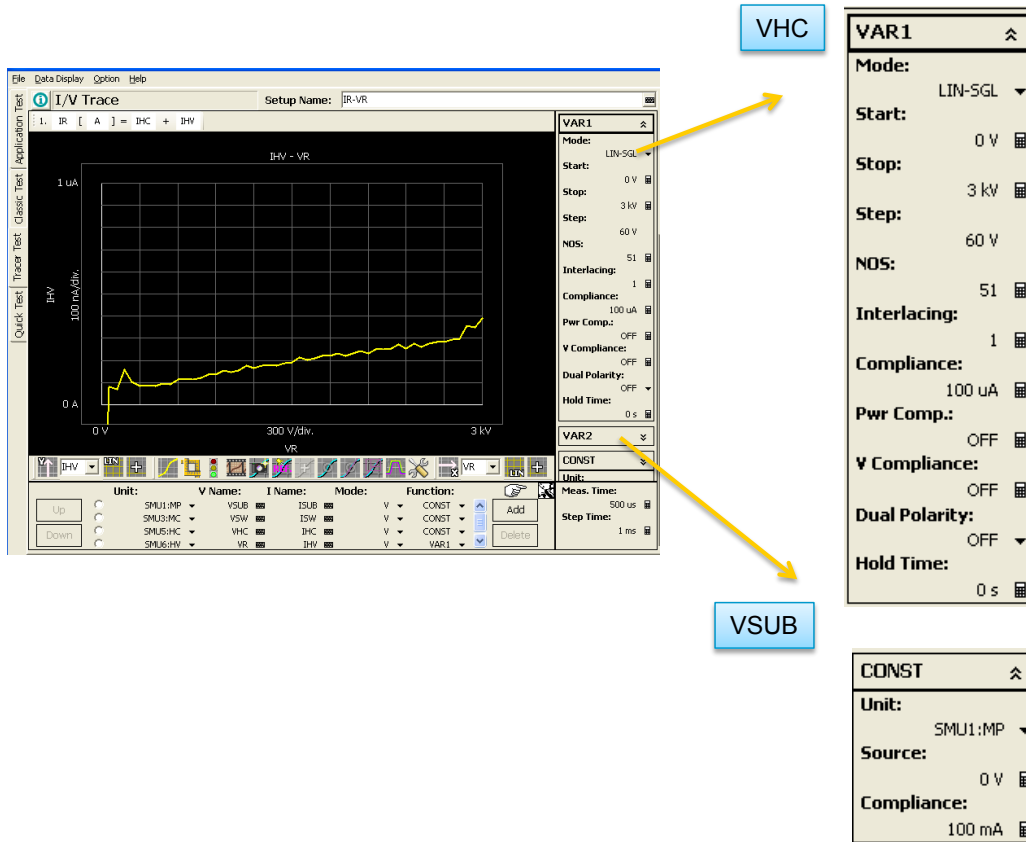 VHC
File Data Display Option Help
I/V Trace
Setup Name: IR-VR
1. IR [ A ] = IHC + IHV
Application Test
Classic Test
Tracer Test
Quick Test
IHV - VR
1 uA
IHV
100 nA/div.
0 A
0 V
300 V/div.
3 kV
VR
VAR1
Mode:
LIN-SGL
Start:
0 V
Stop:
3 kV
Step:
60 V
NOS:
51
Interlacing:
1
Compliance:
100 uA
Pwr Comp.:
OFF
V Compliance:
OFF
Dual Polarity:
OFF
Hold Time:
0 s
VAR2
CONST
Unit:
Meas. Time:
500 us
Step Time:
1 ms
Y IHV LIN
X VR LIN
Unit: V Name: I Name: Mode: Function:
Up
Down
SMU1:MP VSUB ISUB V CONST
SMU3:MC VSW ISW V CONST
SMU5:HC VHC IHC V CONST
SMU6:HV VR IHV V VAR1
Add
Delete
VAR1
Mode:
LIN-SGL
Start:
0 V
Stop:
3 kV
Step:
60 V
NOS:
51
Interlacing:
1
Compliance:
100 uA
Pwr Comp.:
OFF
V Compliance:
OFF
Dual Polarity:
OFF
Hold Time:
0 s
VSUB
CONST
Unit:
SMU1:MP
Source:
0 V
Compliance:
100 mA